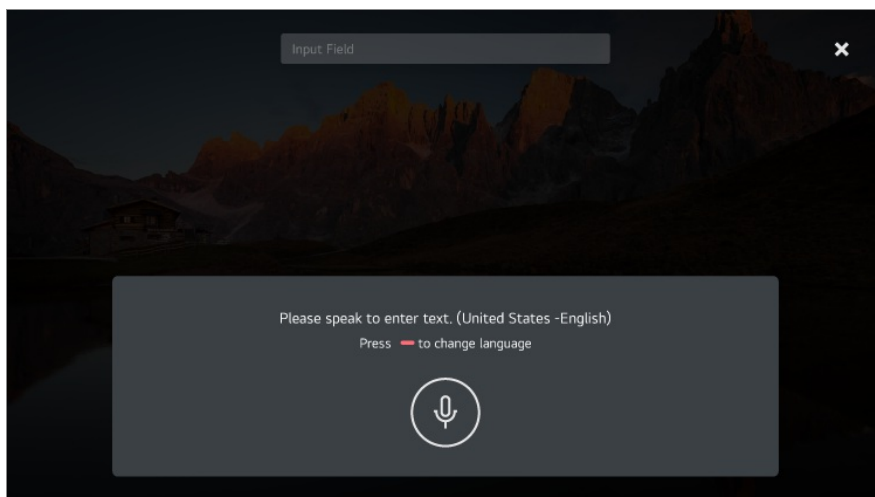 Input Field
Please speak to enter text. (United States -English)
Press to change language